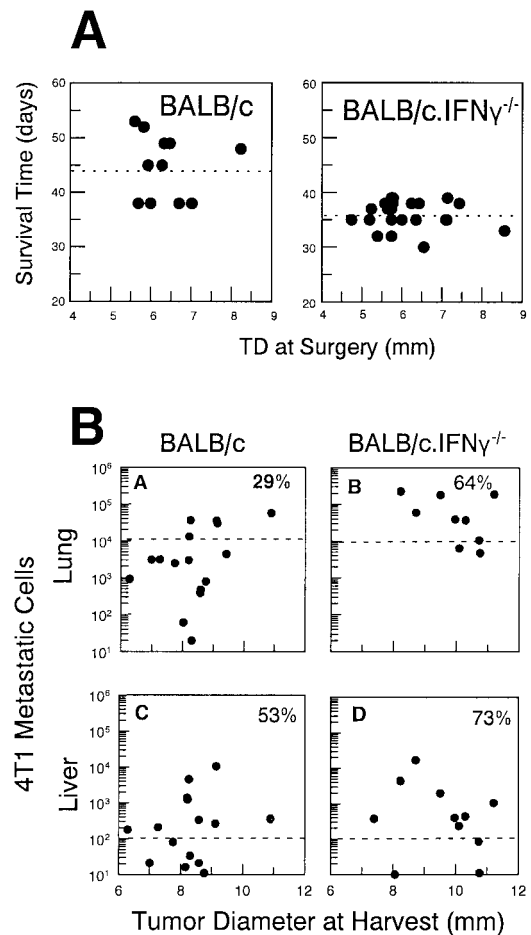 A
BALB/c
BALB/c.IFNγ-/-
Survival Time (days)
60
50
40
30
20
60
50
40
30
20
4 5 6 7 8 9
4 5 6 7 8 9
TD at Surgery (mm)
B
BALB/c
BALB/c.IFNγ-/-
4T1 Metastatic Cells
Lung
10^6
10^5
10^4
10^3
10^2
10^1
A
29%
B
64%
Liver
10^6
10^5
10^4
10^3
10^2
10^1
C
53%
D
73%
6 8 10 12
6 8 10 12
Tumor Diameter at Harvest (mm)